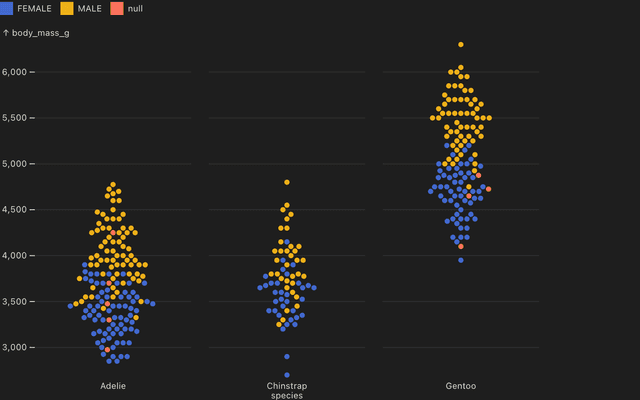 FEMALE MALE null
↑ body_mass_g
6,000
5,500
5,000
4,500
4,000
3,500
3,000
Adelie Chinstrap Gentoo
species